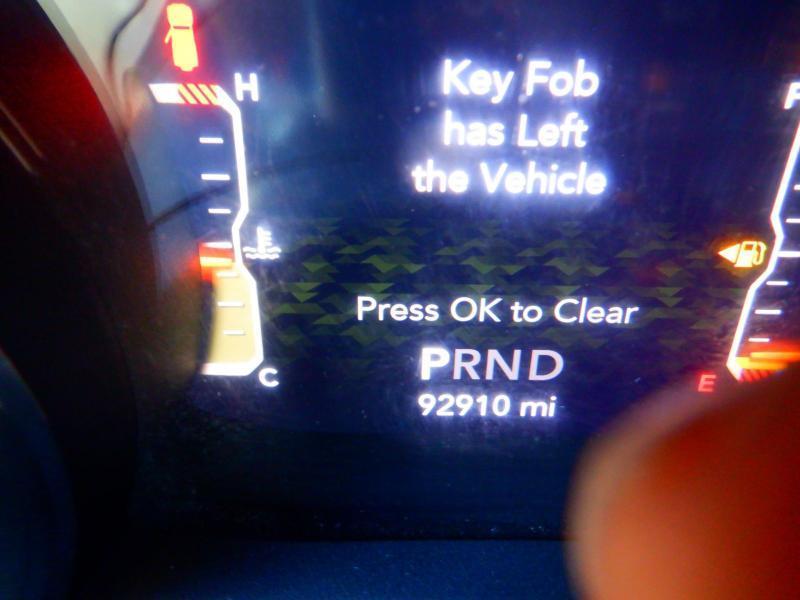 H
Key Fob
has Left
the Vehicle
F
Press OK to Clear
PRND
C
E
92910 mi